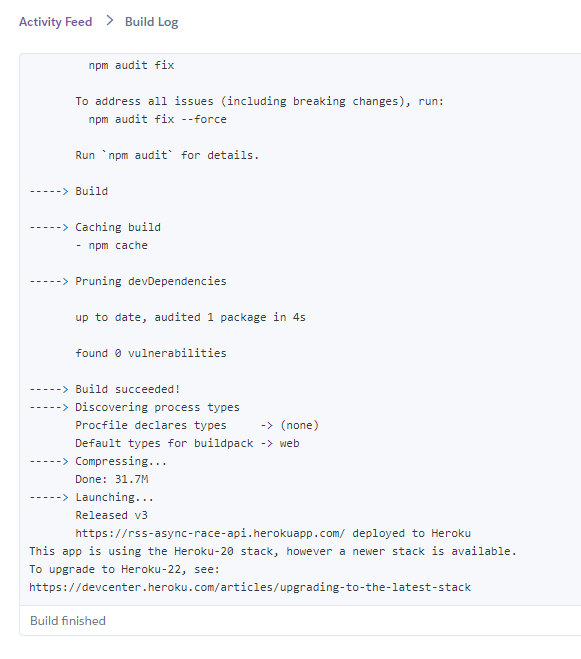 Activity Feed > Build Log
npm audit fix
To address all issues (including breaking changes), run:
npm audit fix --force
Run `npm audit` for details.
-----> Build
-----> Caching build
- npm cache
-----> Pruning devDependencies
up to date, audited 1 package in 4s
found 0 vulnerabilities
-----> Build succeeded!
-----> Discovering process types
Procfile declares types     -> (none)
Default types for buildpack -> web
-----> Compressing...
Done: 31.7M
-----> Launching...
Released v3
https://rss-async-race-api.herokuapp.com/ deployed to Heroku
This app is using the Heroku-20 stack, however a newer stack is available.
To upgrade to Heroku-22, see:
https://devcenter.heroku.com/articles/upgrading-to-the-latest-stack
Build finished